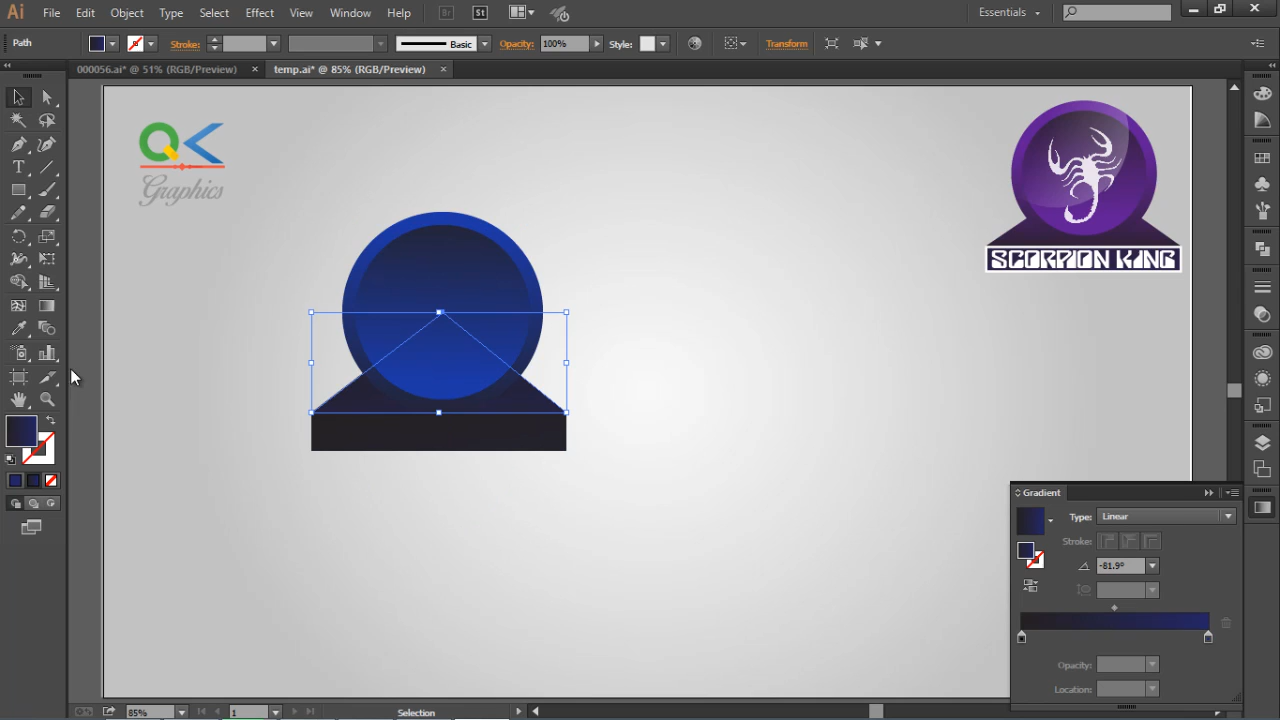 Ai File Edit Object Type Select Effect View Window Help Br St Essentials
Path Stroke: Basic Opacity: 100% Style: Transform
000056.ai* @ 51% (RGB/Preview) × temp.ai* @ 85% (RGB/Preview) ×
QK
Graphics
SCORPION KING
Gradient
Type: Linear
Stroke:
-81.9°
Opacity:
Location:
85% 1 Selection